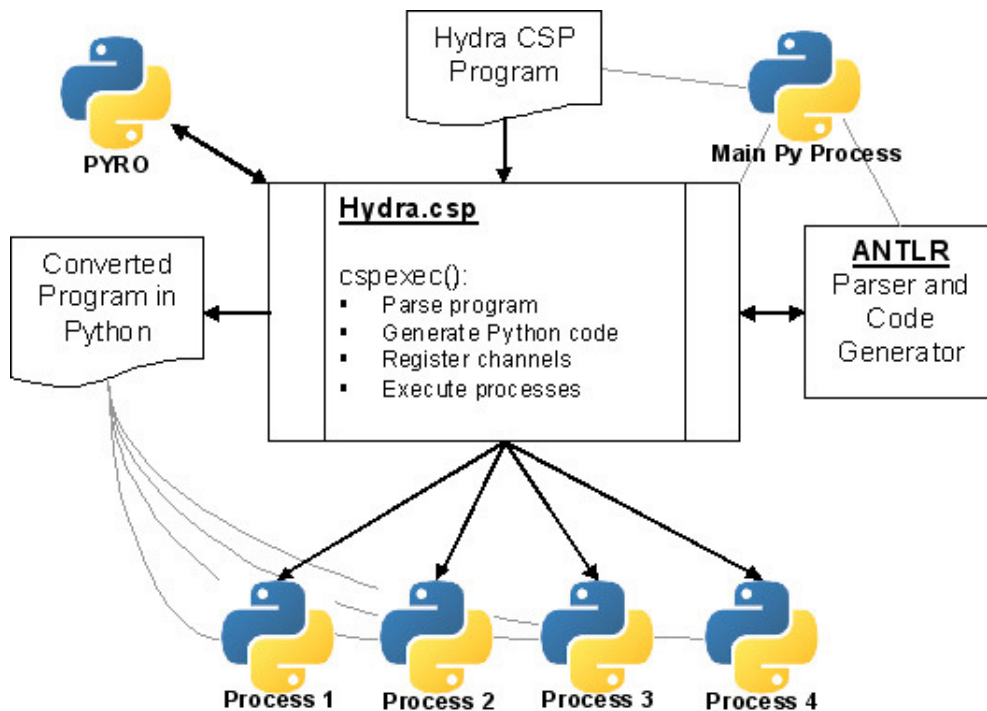 Hydra CSP
Program
PYRO
Main Py Process
Hydra.csp
cspexec():
▪ Parse program
▪ Generate Python code
▪ Register channels
▪ Execute processes
Converted
Program in
Python
ANTLR
Parser and
Code
Generator
Process 1
Process 2
Process 3
Process 4